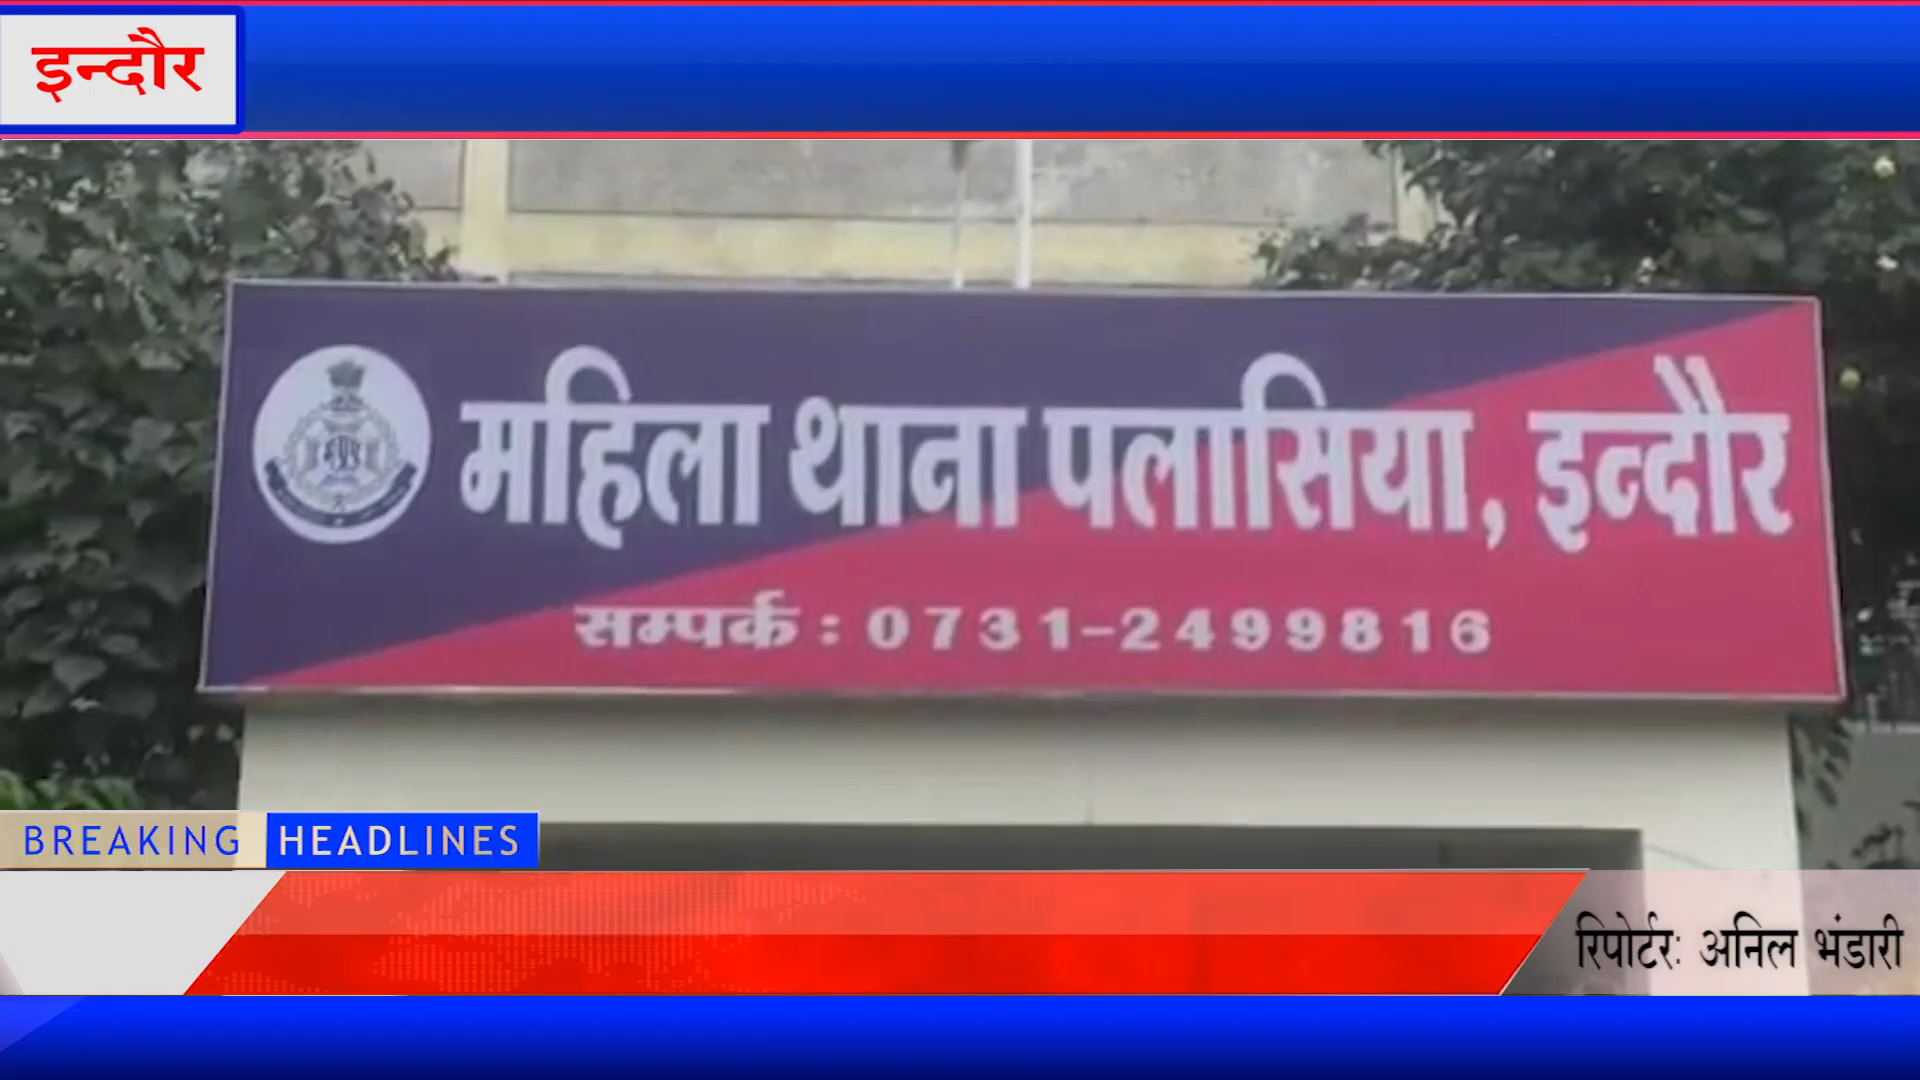 इन्दौर
महिला थाना पलासिया, इन्दौर
सम्पर्क : 0731-2499816
BREAKING HEADLINES
रिपोर्टर: अनिल भंडारी